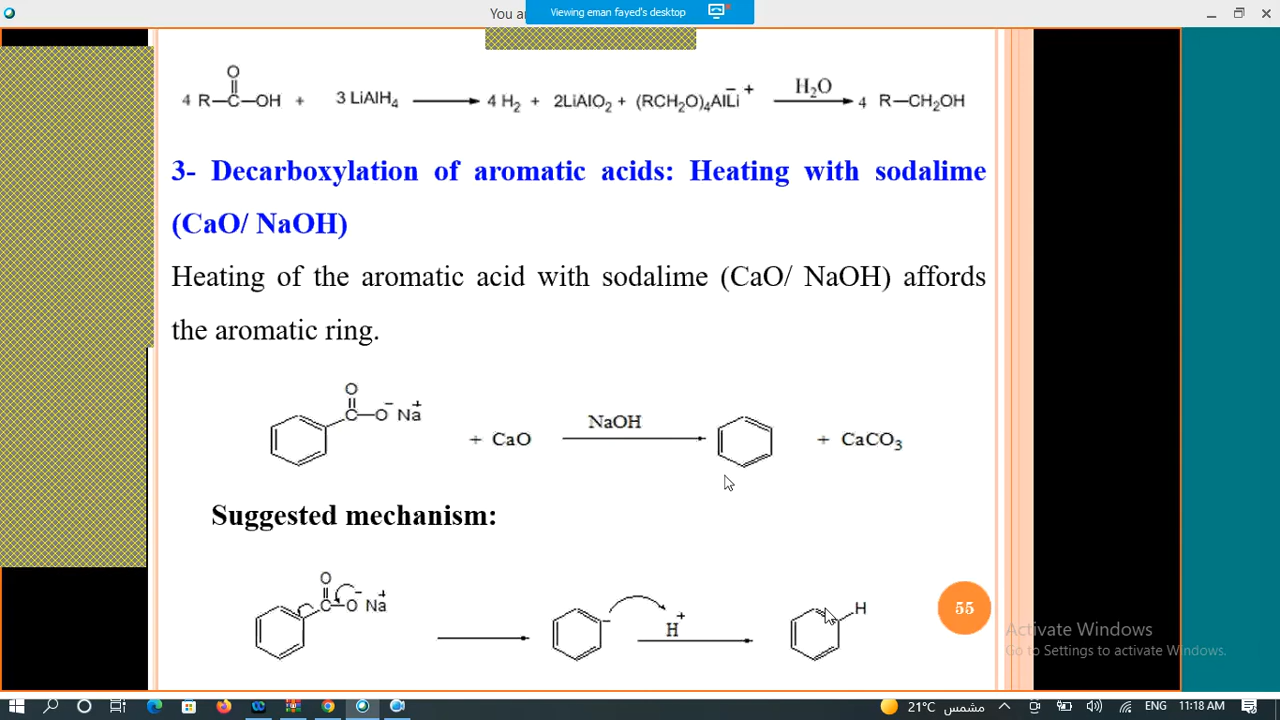 You a
Viewing eman fayed's desktop
4 R—C—OH + 3 LiAlH4 4 H2 + 2LiAlO2 + (RCH2O)4AlLi − + H2O 4 R—CH2OH
O
3- Decarboxylation of aromatic acids: Heating with sodalime
(CaO/ NaOH)
Heating of the aromatic acid with sodalime (CaO/ NaOH) affords
the aromatic ring.
O
C—O − Na + + CaO NaOH + CaCO3
Suggested mechanism:
O
C—O − Na + − H + H
55
Activate Windows
Go to Settings to activate Windows.
21°C مشمس ENG 11:18 AM